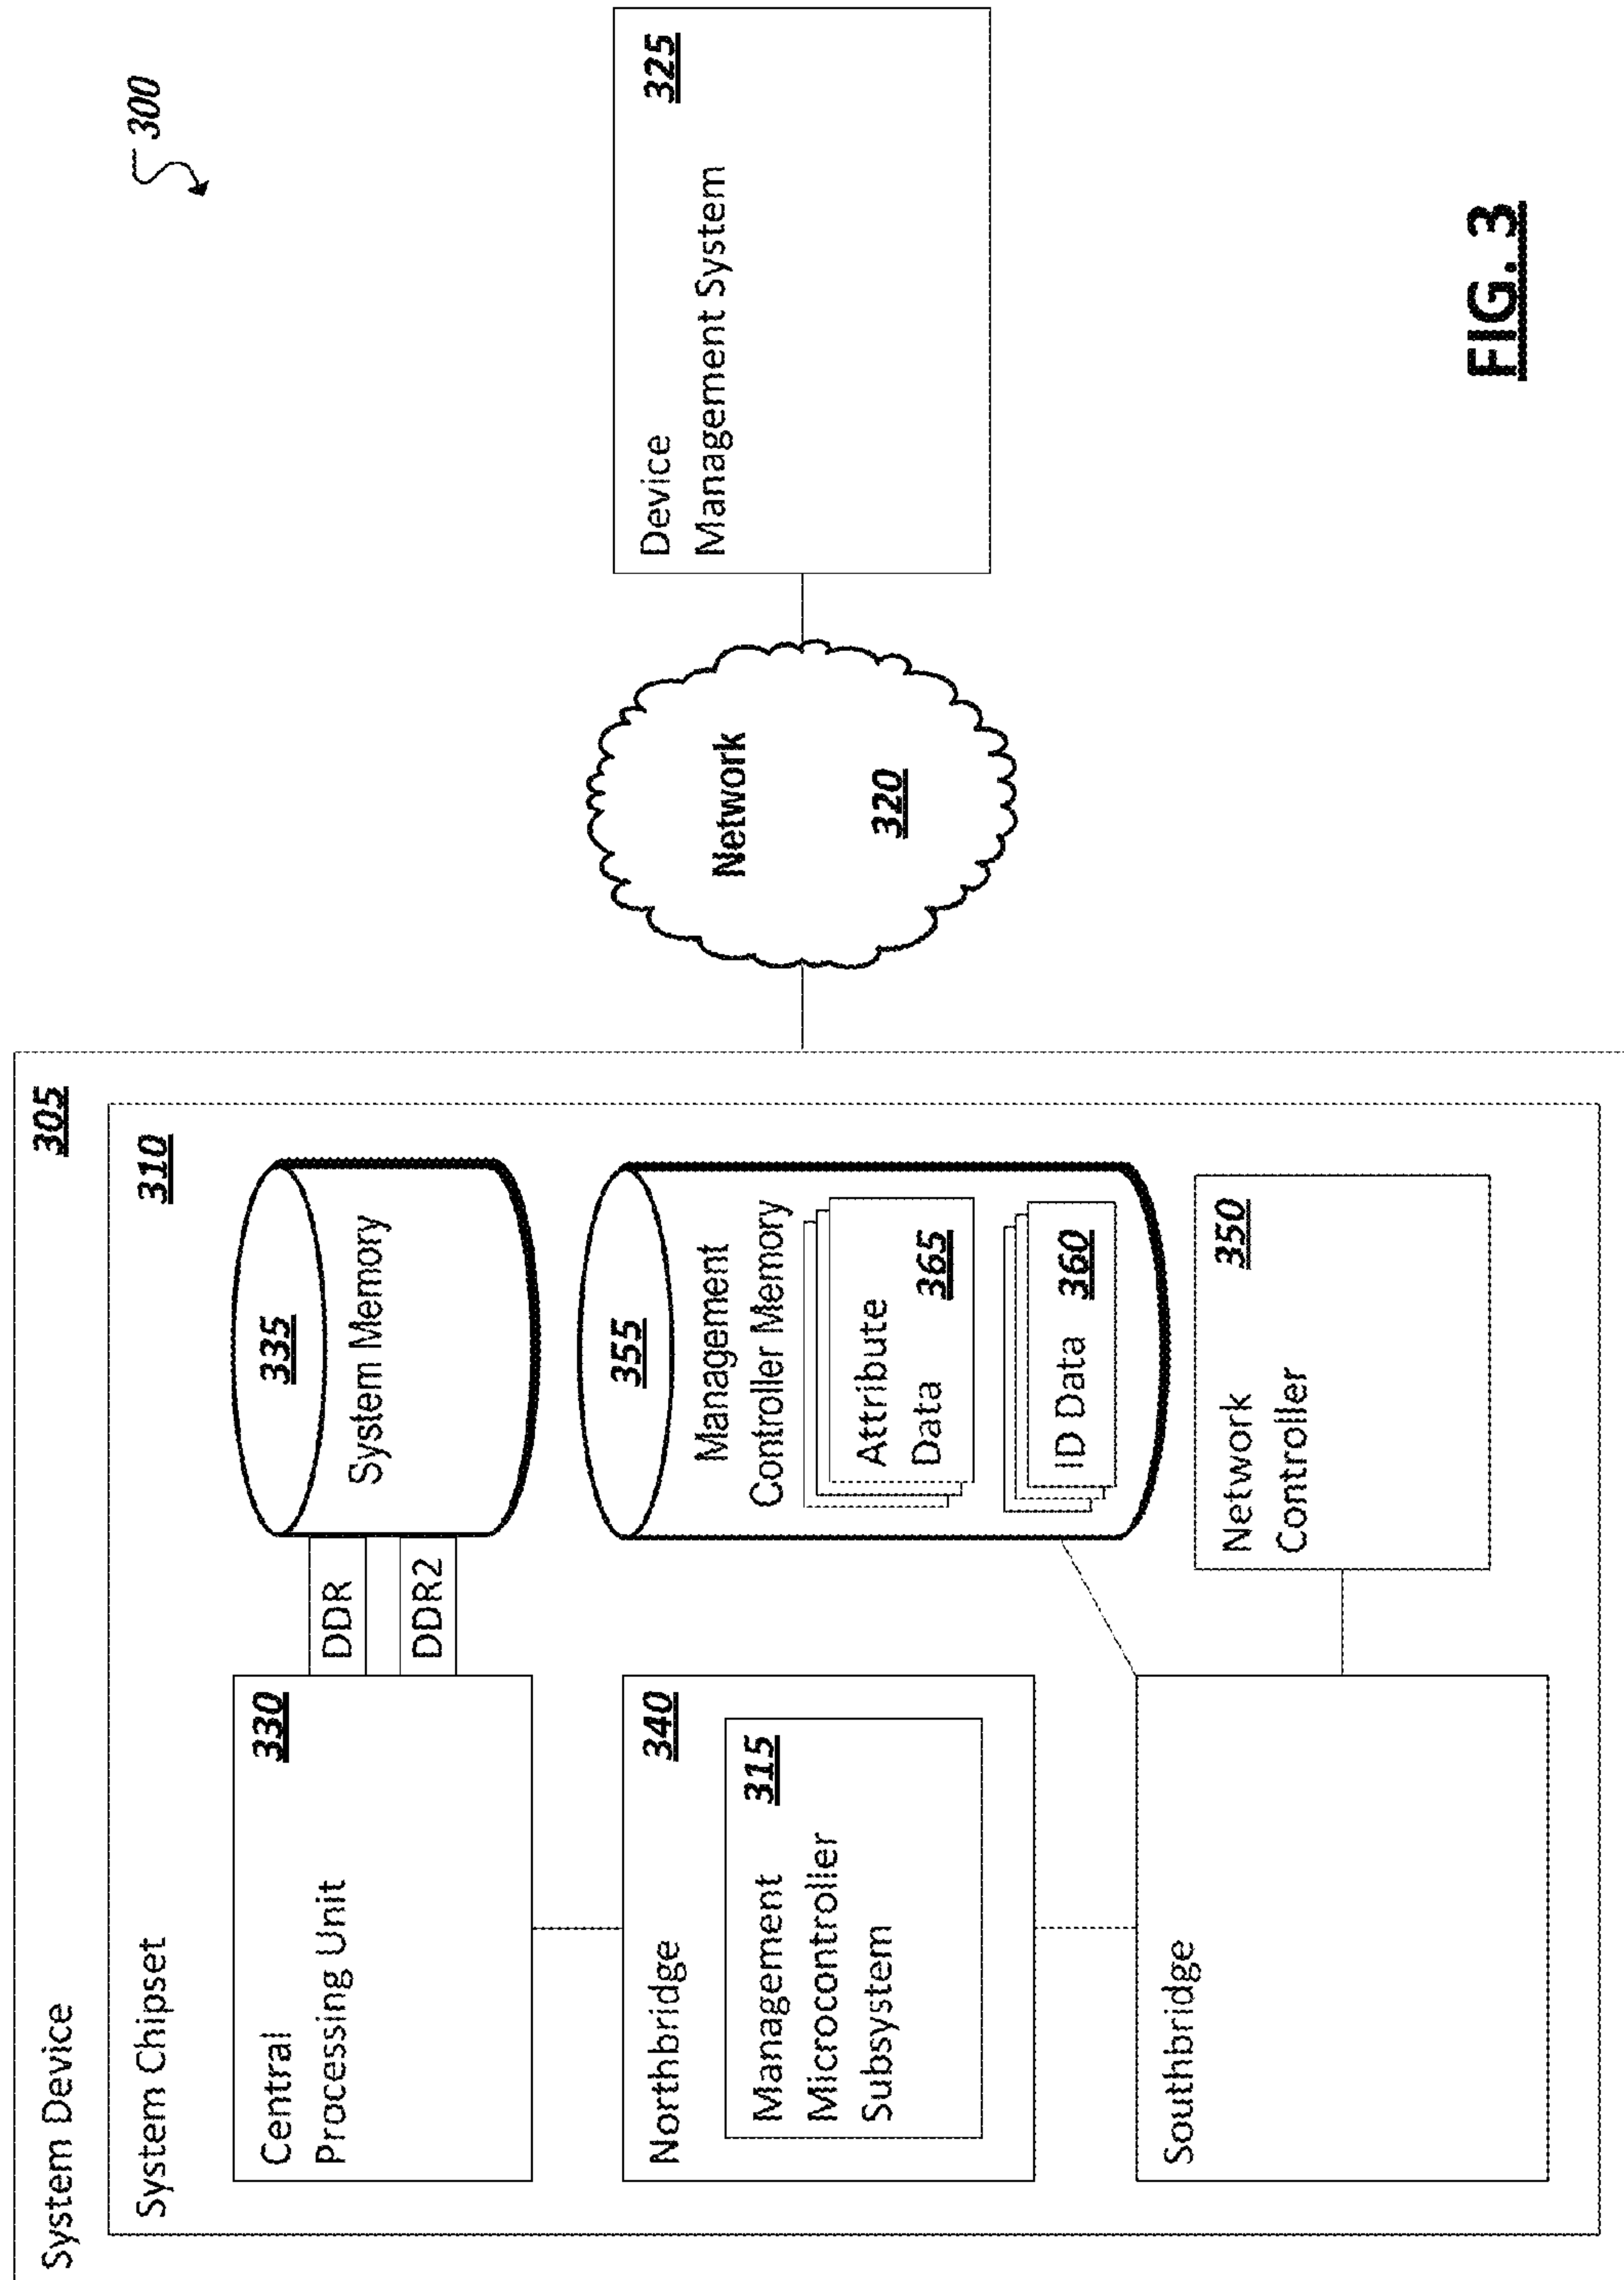 300
System Device
305
System Chipset
310
Central
Processing Unit
330
DDR
DDR2
335
System Memory
Northbridge
340
Management
Microcontroller
Subsystem
315
355
Management
Controller Memory
Attribute
Data
365
ID Data
360
Southbridge
Network
Controller
350
Network
320
Device
Management System
325
FIG. 3